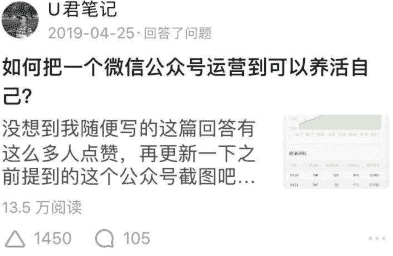 U君笔记
2019-04-25·回答了问题
如何把一个微信公众号运营到可以养活自
己?
没想到我随便写的这篇回答有
这么多人点赞，再更新一下之
前提到的这个公众号截图吧...
13.5 万阅读
1450
105